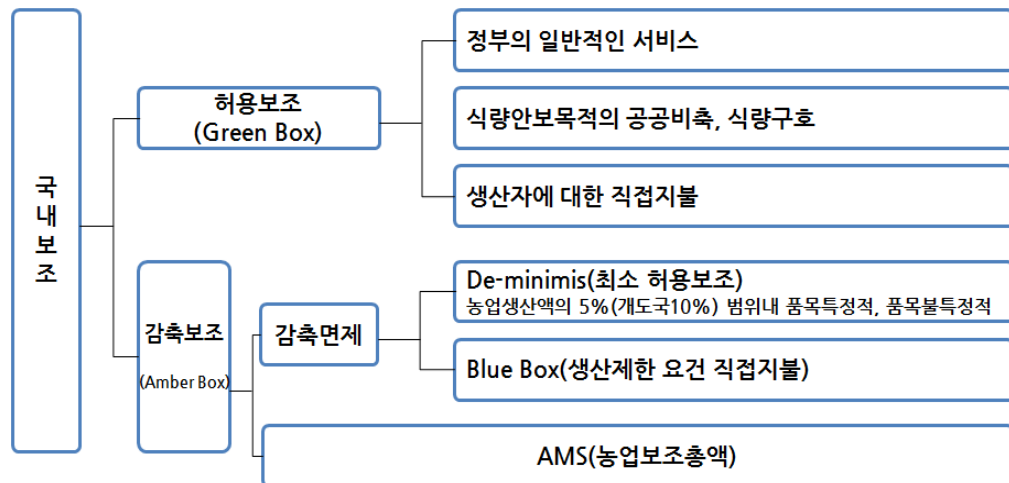 국
내
보
조
허용보조
(Green Box)
정부의 일반적인 서비스
식량안보목적의 공공비축, 식량구호
생산자에 대한 직접지불
감축보조
(Amber Box)
감축면제
De-minimis(최소 허용보조)
농업생산액의 5%(개도국10%) 범위내 품목특정적, 품목불특정적
Blue Box(생산제한 요건 직접지불)
AMS(농업보조총액)